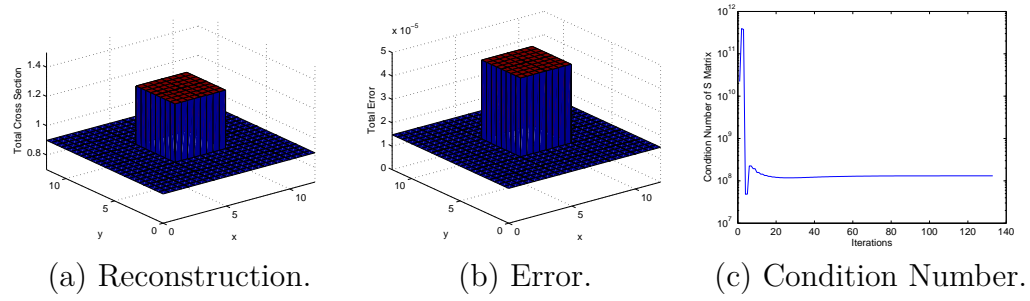 1.4
1.2
1
0.8
Total Cross Section
10
5
0
y
0
5
10
x
(a) Reconstruction.
x 10-5
5
4
3
2
1
0
Total Error
10
5
0
y
0
5
10
x
(b) Error.
10^12
10^11
10^10
10^9
10^8
10^7
Condition Number of S Matrix
0 20 40 60 80 100 120 140
Iterations
(c) Condition Number.